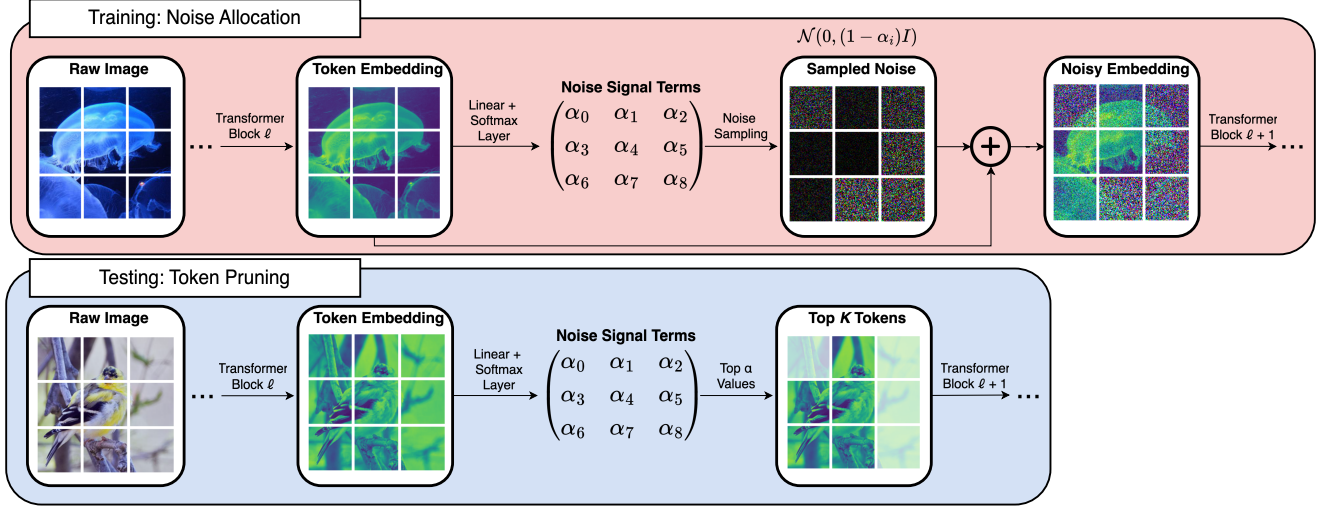 Training: Noise Allocation
𝒩(0, (1 − αᵢ)I)
Raw Image
Token Embedding
Noise Signal Terms
Sampled Noise
Noisy Embedding
...
Transformer
Block ℓ
Linear +
Softmax
Layer
α₀ α₁ α₂
α₃ α₄ α₅
α₆ α₇ α₈
Noise
Sampling
+
Transformer
Block ℓ + 1
...
Testing: Token Pruning
Raw Image
Token Embedding
Noise Signal Terms
Top K Tokens
...
Transformer
Block ℓ
Linear +
Softmax
Layer
α₀ α₁ α₂
α₃ α₄ α₅
α₆ α₇ α₈
Top α
Values
Transformer
Block ℓ + 1
...